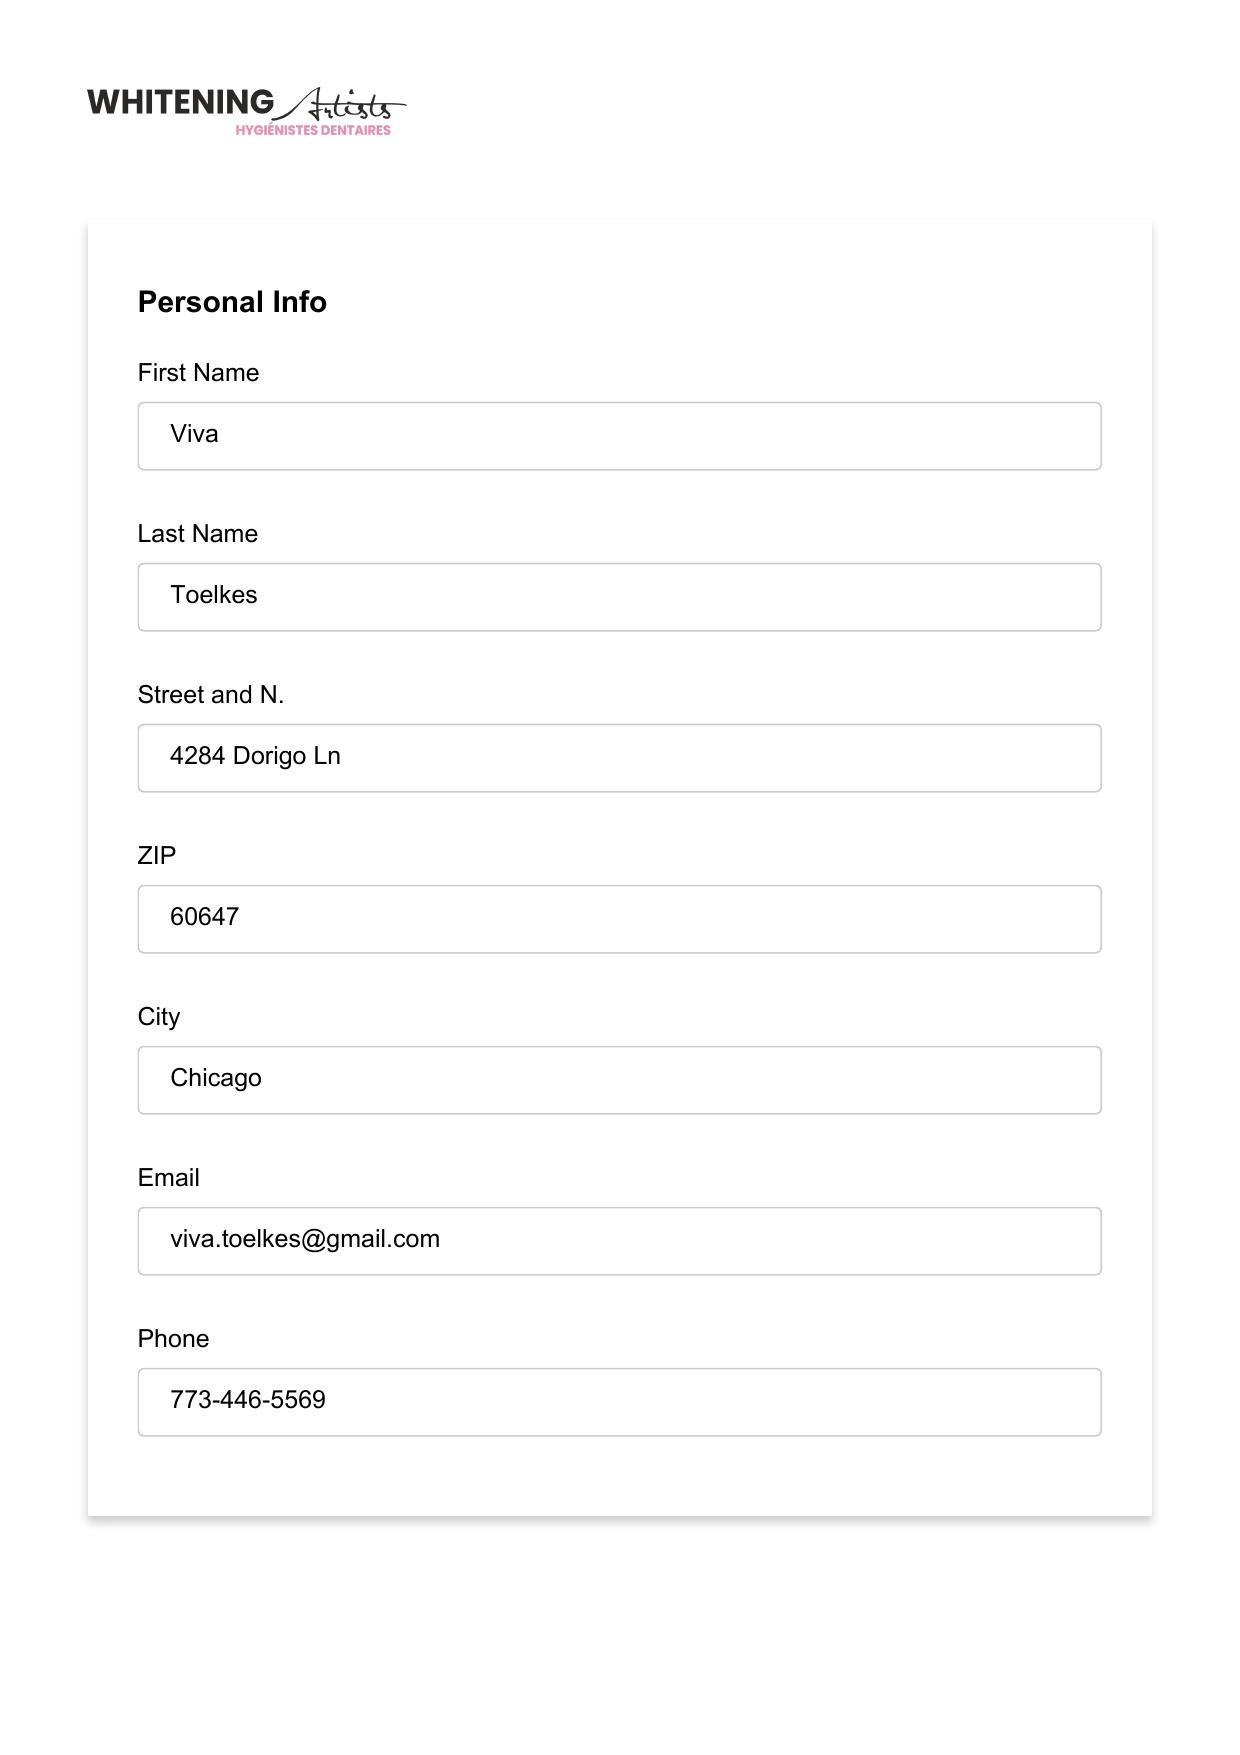 WHITENING Artists
HYGIÉNISTES DENTAIRES
Personal Info
First Name
Viva
Last Name
Toelkes
Street and N.
4284 Dorigo Ln
ZIP
60647
City
Chicago
Email
viva.toelkes@gmail.com
Phone
773-446-5569